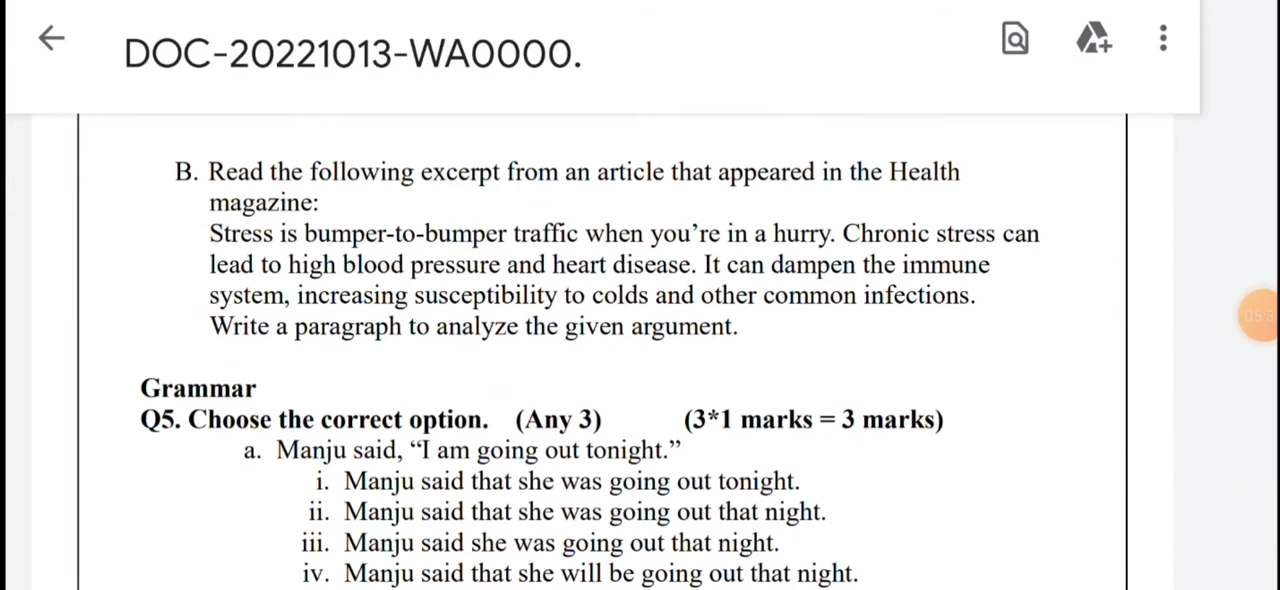 DOC-20221013-WA0000.
B. Read the following excerpt from an article that appeared in the Health
magazine:
Stress is bumper-to-bumper traffic when you’re in a hurry. Chronic stress can
lead to high blood pressure and heart disease. It can dampen the immune
system, increasing susceptibility to colds and other common infections.
Write a paragraph to analyze the given argument.
Grammar
Q5. Choose the correct option. (Any 3) (3*1 marks = 3 marks)
a. Manju said, “I am going out tonight.”
i. Manju said that she was going out tonight.
ii. Manju said that she was going out that night.
iii. Manju said she was going out that night.
iv. Manju said that she will be going out that night.